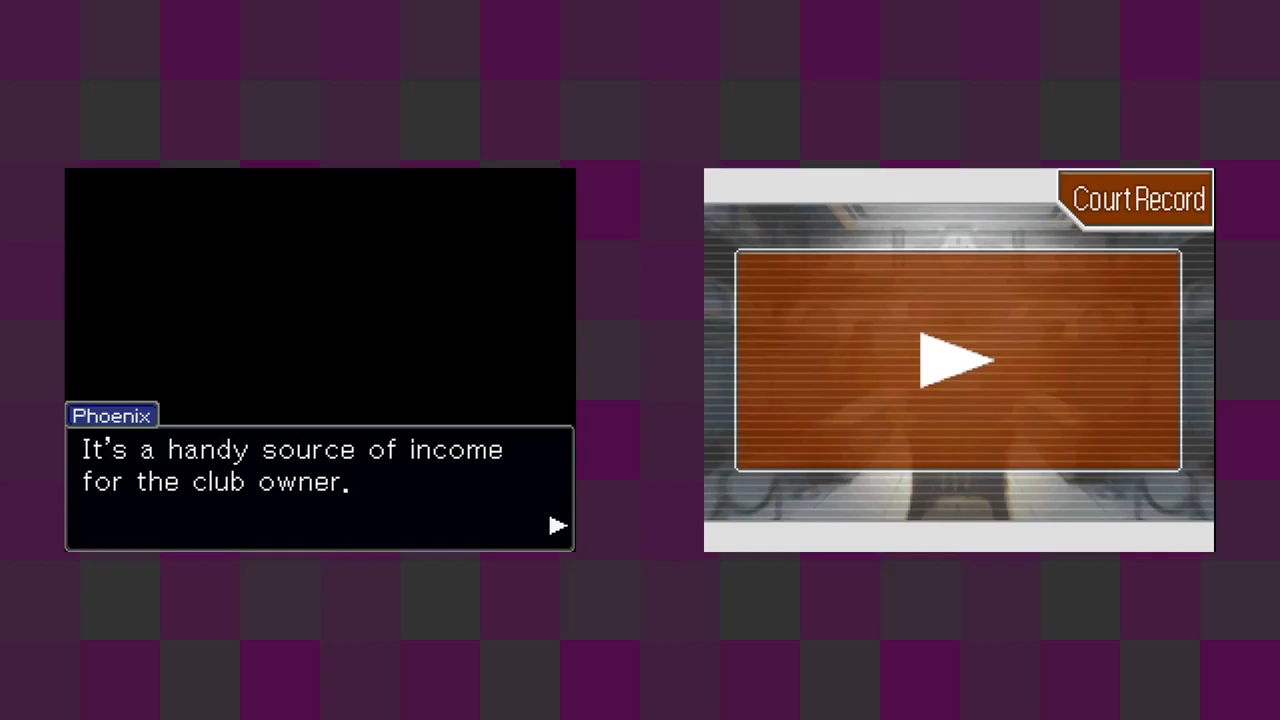 Phoenix
It's a handy source of income
for the club owner.
Court Record